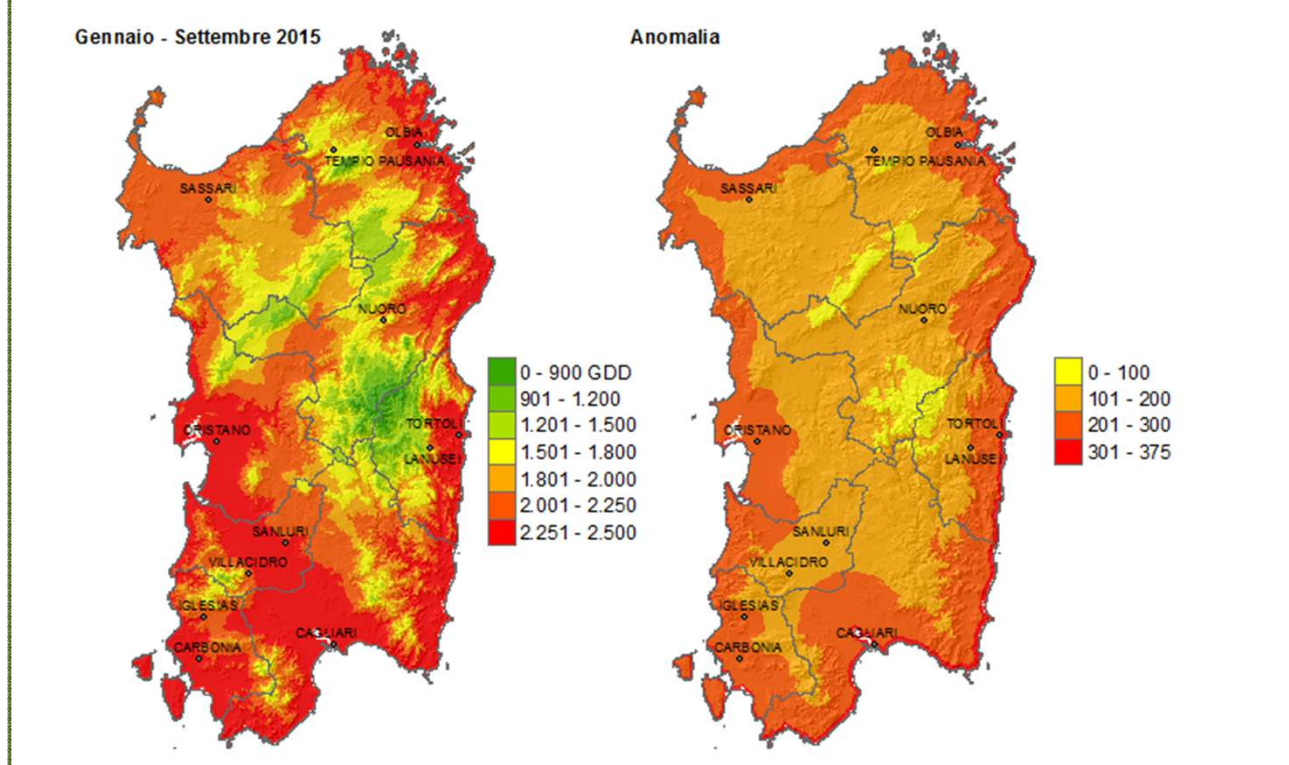 Gennaio - Settembre 2015
OLBIA
TEMPIO PAUSANIA
SASSARI
NUORO
ORISTANO
TORTOLI
LANUSEI
SANLURI
VILLACIDRO
IGLESIAS
CAGLIARI
CARBONIA
0 - 900 GDD
901 - 1.200
1.201 - 1.500
1.501 - 1.800
1.801 - 2.000
2.001 - 2.250
2.251 - 2.500
Anomalia
OLBIA
TEMPIO PAUSANIA
SASSARI
NUORO
ORISTANO
TORTOLI
LANUSEI
SANLURI
VILLACIDRO
IGLESIAS
CAGLIARI
CARBONIA
0 - 100
101 - 200
201 - 300
301 - 375